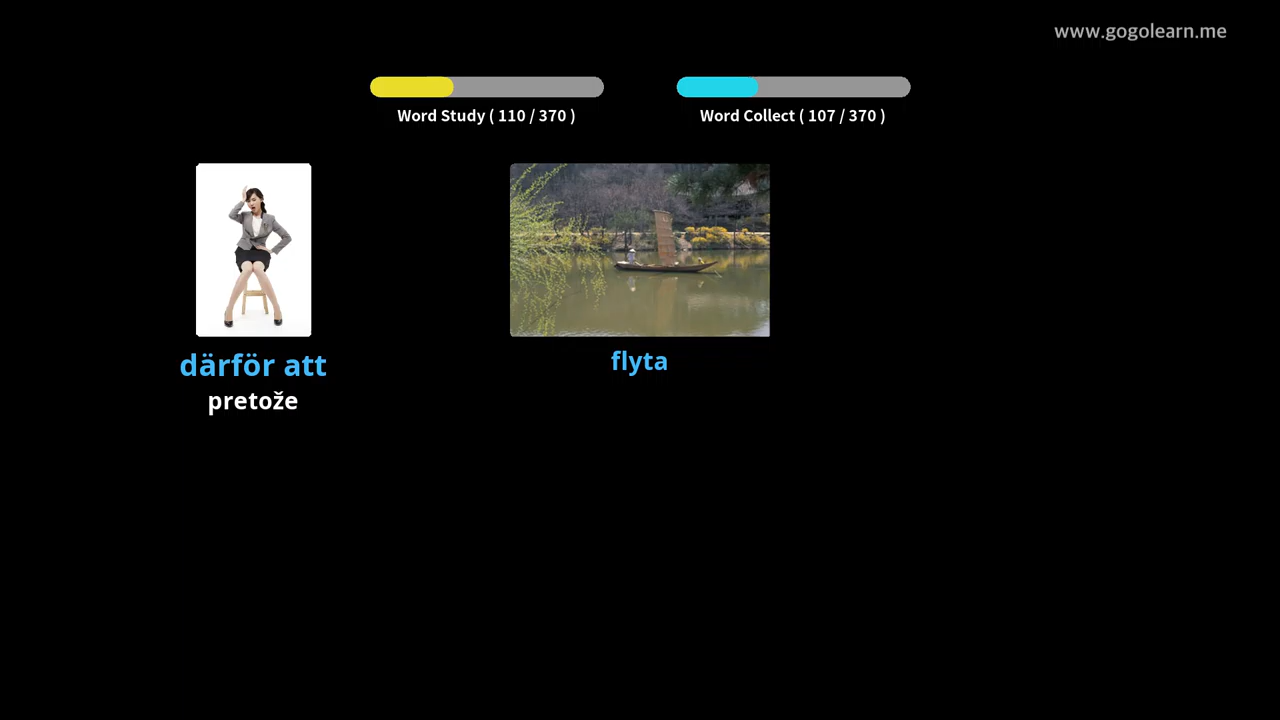 www.gogolearn.me
Word Study ( 110 / 370 )
Word Collect ( 107 / 370 )
därför att
pretože
flyta